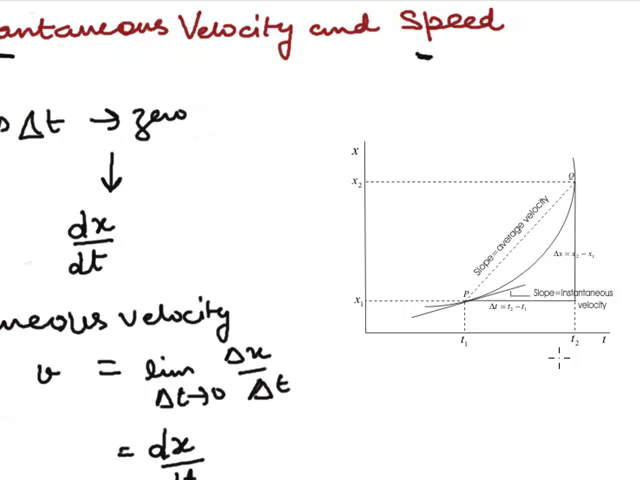 antaneous Velocity and Speed
Δt → zero
↓
dx
dt
neous velocity
v = lim Δx
Δt→0 Δt
= dx
dt
x
x₂
Q
Slope=average velocity
Δx = x₂ − x₁
P
x₁
Slope=Instantaneous
velocity
Δt = t₂ − t₁
t₁
t₂
t